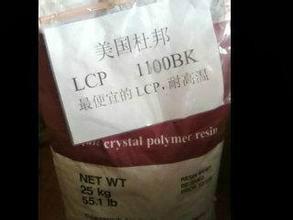 美国杜邦
LCP 1100BK
最便宜的LCP,耐高温
crystal polymer resin
NET WT
25 kg
55.1 lb